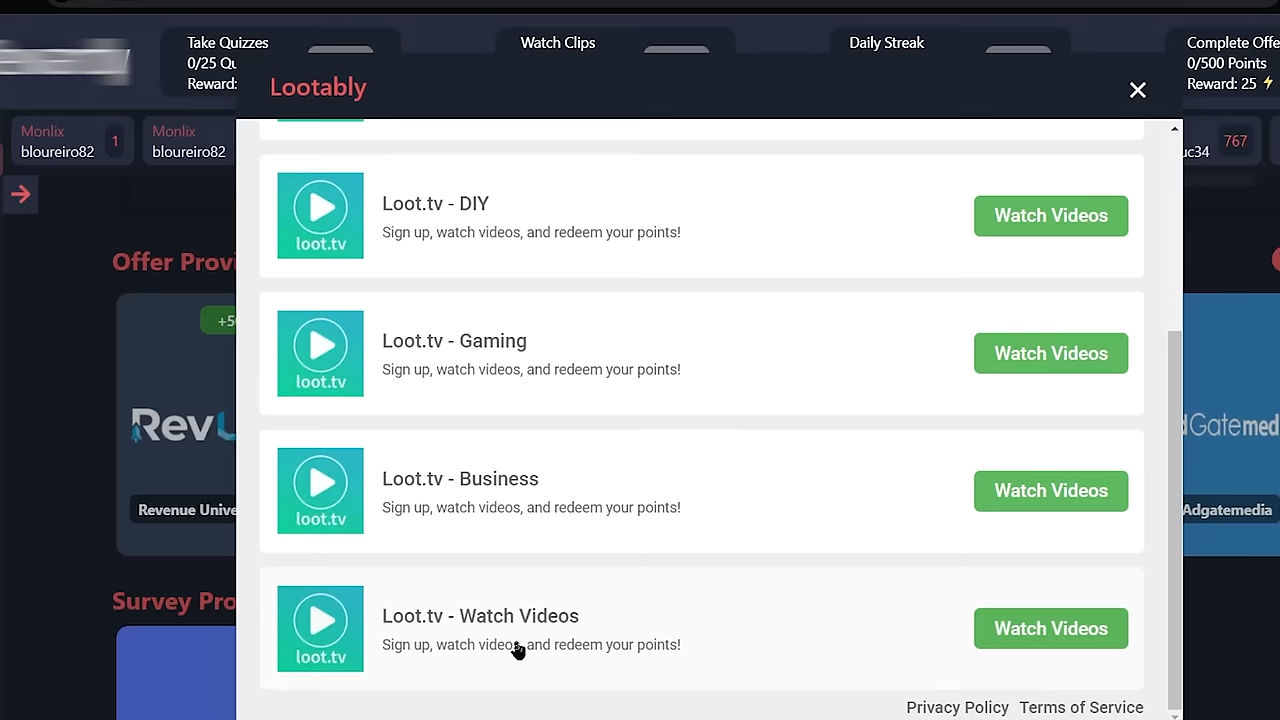 Take Quizzes
0/25 Qu
Reward:
Watch Clips
Daily Streak
Complete Offe
0/500 Points
Reward: 25
Lootably
Monlix
bloureiro82
1
Monlix
bloureiro82
uc34
767
Offer Provi
+50
RevU
Revenue Unive
dGatemed
Adgatemedia
Survey Pro
loot.tv
Loot.tv - DIY
Sign up, watch videos, and redeem your points!
Watch Videos
loot.tv
Loot.tv - Gaming
Sign up, watch videos, and redeem your points!
Watch Videos
loot.tv
Loot.tv - Business
Sign up, watch videos, and redeem your points!
Watch Videos
loot.tv
Loot.tv - Watch Videos
Sign up, watch videos, and redeem your points!
Watch Videos
Privacy Policy Terms of Service